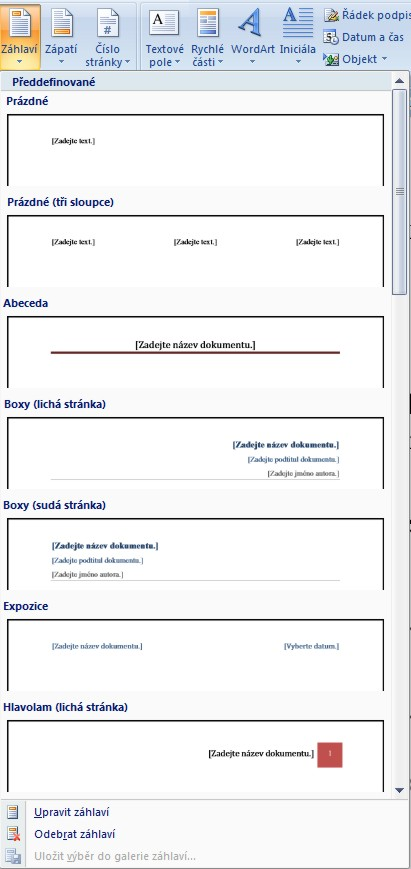 Záhlaví Zápatí Číslo stránky Textové pole Rychlé části WordArt Iniciála
Řádek podpis
Datum a čas
Objekt
Předdefinované
Prázdné
[Zadejte text.]
Prázdné (tři sloupce)
[Zadejte text.] [Zadejte text.] [Zadejte text.]
Abeceda
[Zadejte název dokumentu.]
Boxy (lichá stránka)
[Zadejte název dokumentu.]
[Zadejte podtitul dokumentu.]
[Zadejte jméno autora.]
Boxy (sudá stránka)
[Zadejte název dokumentu.]
[Zadejte podtitul dokumentu.]
[Zadejte jméno autora.]
Expozice
[Zadejte název dokumentu.] [Vyberte datum.]
Hlavolam (lichá stránka)
[Zadejte název dokumentu.] 1
Upravit záhlaví
Odebrat záhlaví
Uložit výběr do galerie záhlaví...